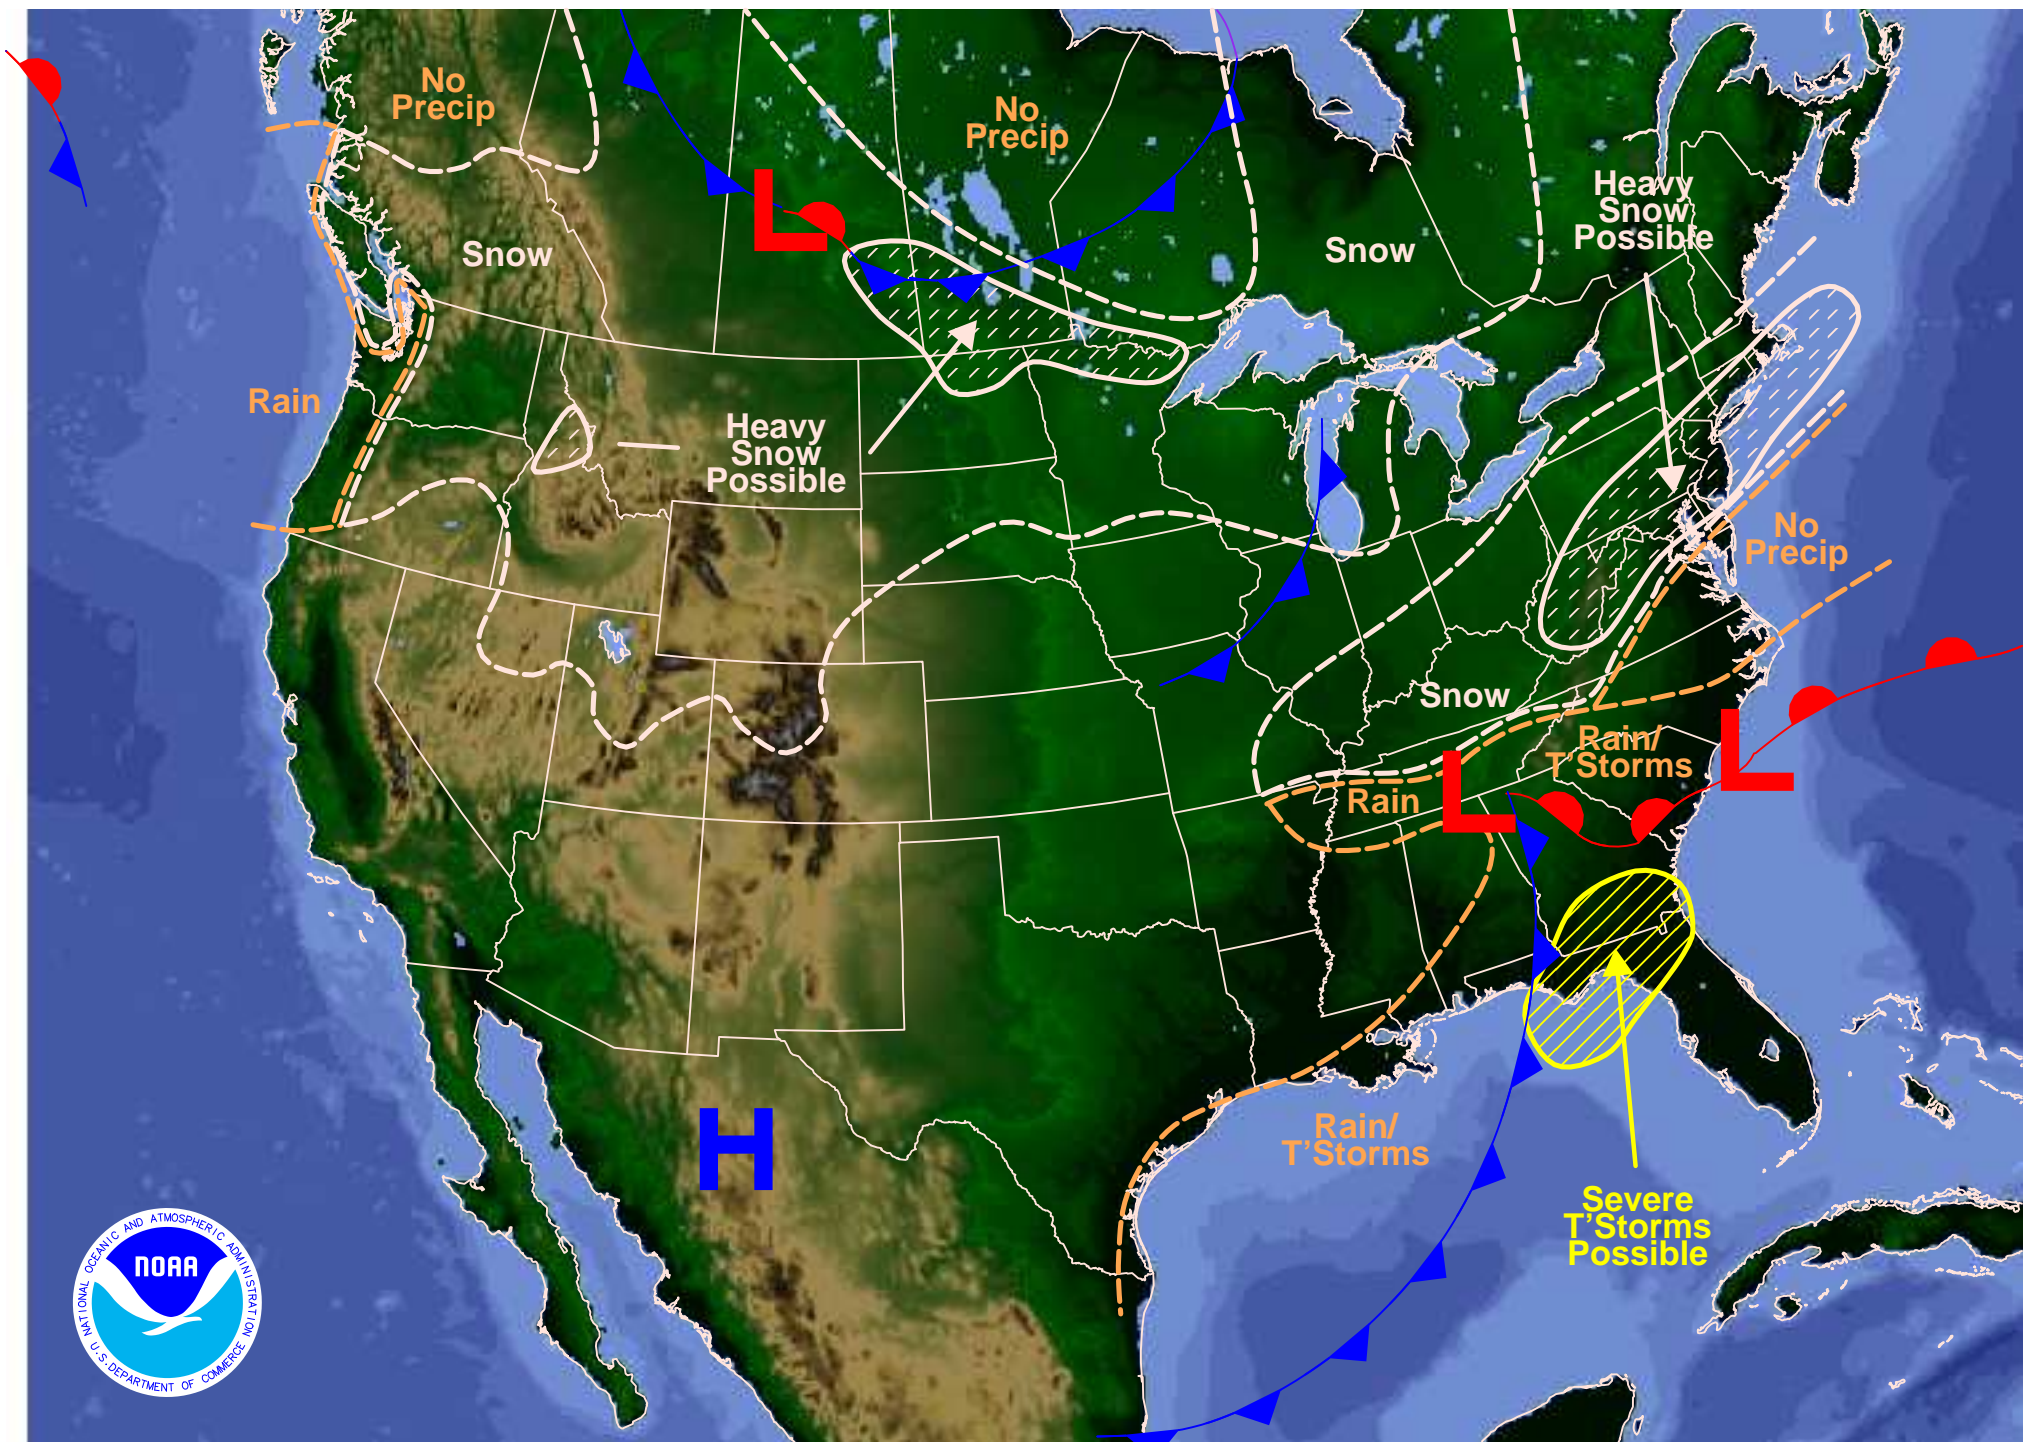 No
Precip
No
Precip
Heavy
Snow
Possible
Snow
Snow
L
Rain
Heavy
Snow
Possible
No
Precip
Snow
Rain/
T'Storms
L
L
Rain
H
Rain/
T'Storms
Severe
T'Storms
Possible
NATIONAL OCEANIC AND ATMOSPHERIC ADMINISTRATION
NOAA
U.S. DEPARTMENT OF COMMERCE